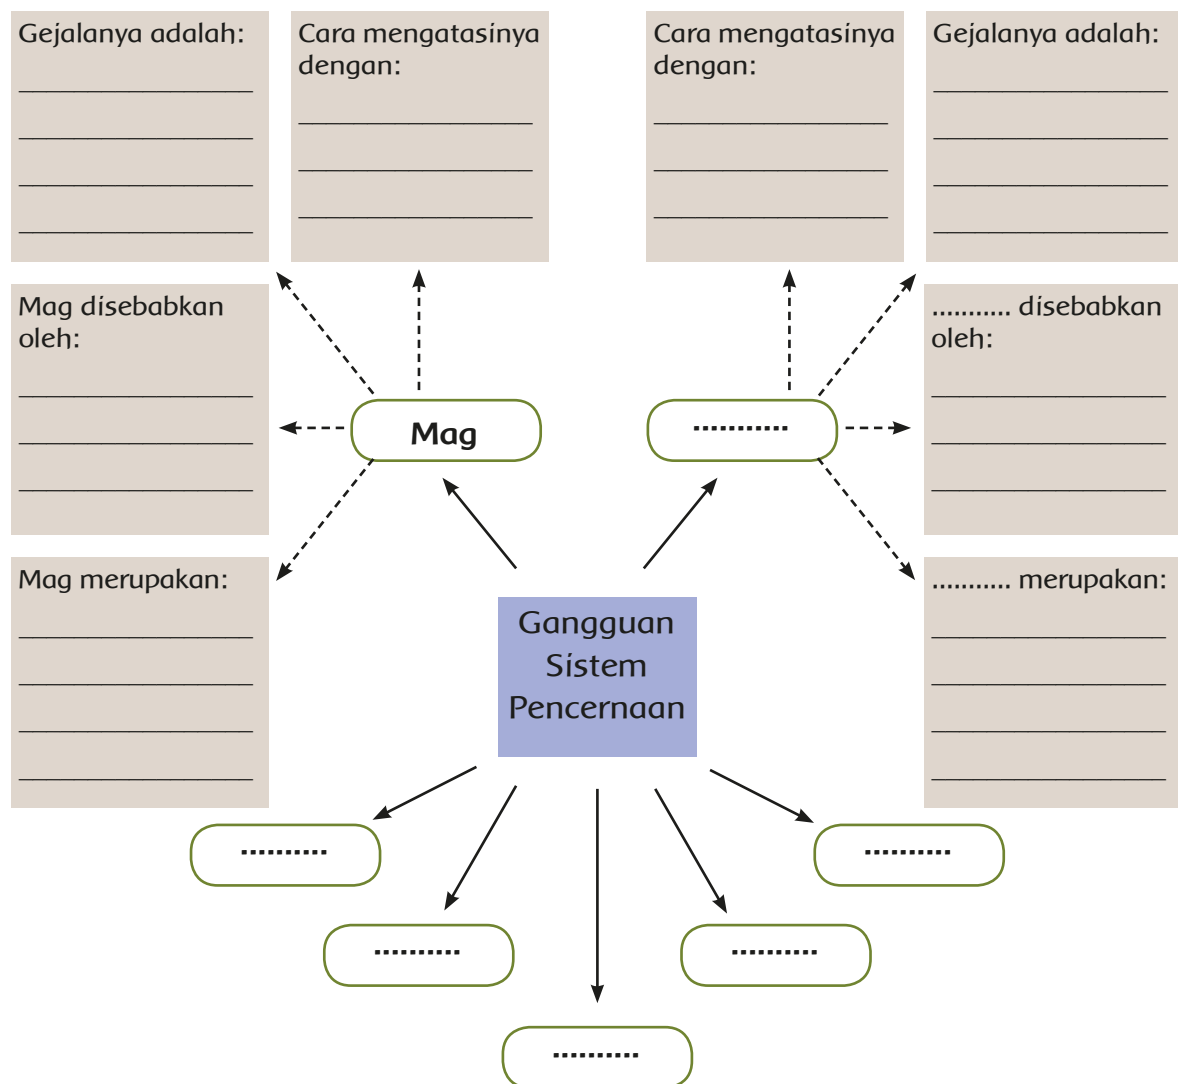 Gejalanya adalah:
Cara mengatasinya
dengan:
Cara mengatasinya
dengan:
Gejalanya adalah:
Mag disebabkan
oleh:
........... disebabkan
oleh:
Mag
...........
Mag merupakan:
........... merupakan:
Gangguan
Sistem
Pencernaan
..........
..........
..........
..........
..........